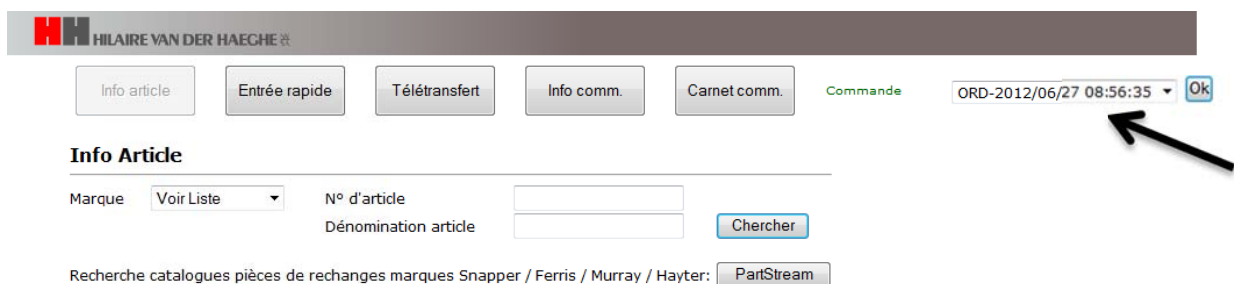 HH HILAIRE VAN DER HAEGHE
Info article Entrée rapide Télétransfert Info comm. Carnet comm. Commande ORD-2012/06/27 08:56:35 Ok
Info Article
Marque Voir Liste N° d'article
Dénomination article Chercher
Recherche catalogues pièces de rechanges marques Snapper / Ferris / Murray / Hayter: PartStream